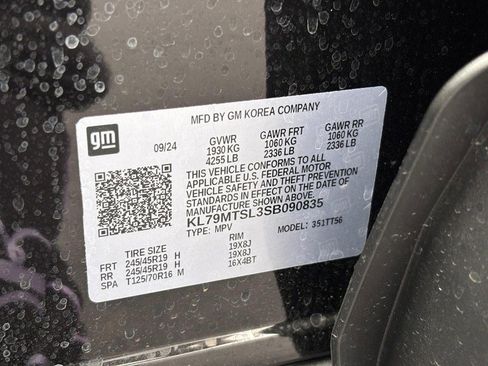 MFD BY GM KOREA COMPANY
gm
09/24 GVWR GAWR FRT GAWR RR
1930 KG 1060 KG 1060 KG
4255 LB 2336 LB 2336 LB
THIS VEHICLE CONFORMS TO ALL
APPLICABLE U.S. FEDERAL MOTOR
VEHICLE SAFETY AND THEFT PREVENTION
STANDARDS IN EFFECT ON THE DATE OF
MANUFACTURE SHOWN ABOVE.
KL79MTSL3SB090835
TYPE: MPV MODEL: 351TT56
TIRE SIZE RIM
FRT 245/45R19 H 19X8J
RR 245/45R19 H 19X8J
SPA T125/70R16 M 16X4BT